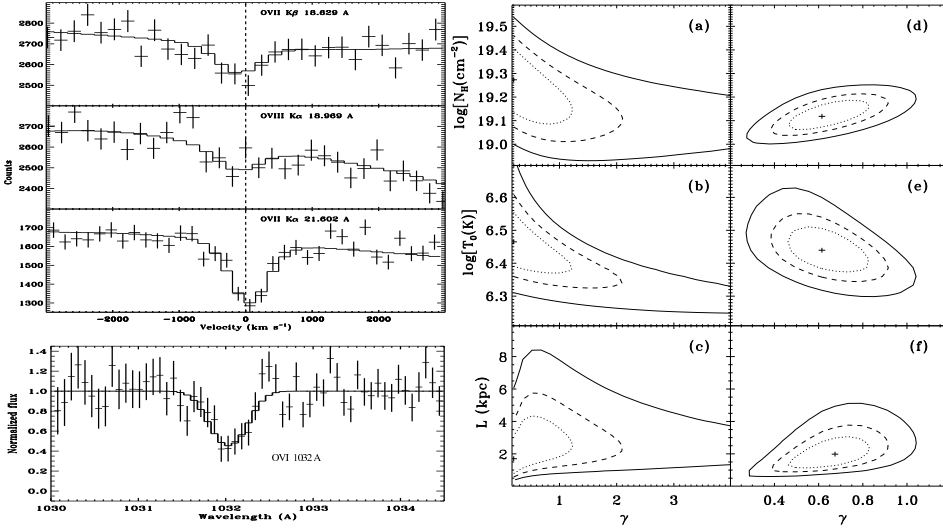 OVII Kβ 18.629 A
2800
2700
2600
2500
OVIII Kα 18.969 A
2700
2600
2500
2400
Counts
OVII Kα 21.602 A
1700
1600
1500
1400
1300
-2000 -1000 0 1000 2000
Velocity (km s⁻¹)
1.4
1.2
1.0
0.8
0.6
0.4
0.2
0.0
Normalized flux
OVI 1032 A
1030 1031 1032 1033 1034
Wavelength (A)
(a)
19.5
19.4
19.3
19.2
19.1
19.0
log[N_H(cm⁻²)]
(d)
(b)
6.6
6.5
6.4
6.3
log[T₀(K)]
(e)
(c)
8
6
4
2
L (kpc)
(f)
1 2 3
γ
0.4 0.6 0.8 1.0
γ